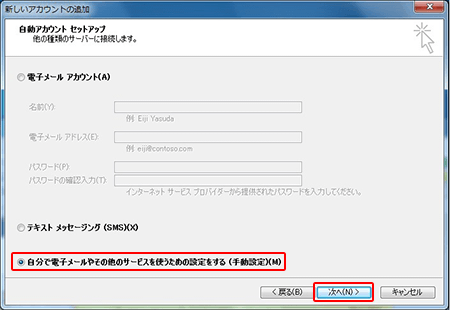 新しいアカウントの追加
自動アカウント セットアップ
他の種類のサーバーに接続します。
電子メール アカウント(A)
名前(Y):
例: Eiji Yasuda
電子メール アドレス(E):
例: eiji@contoso.com
パスワード(P):
パスワードの確認入力(T):
インターネット サービス プロバイダーから提供されたパスワードを入力してください。
テキスト メッセージング (SMS)(X)
自分で電子メールやその他のサービスを使うための設定をする (手動設定)(M)
< 戻る(B) 次へ(N) > キャンセル